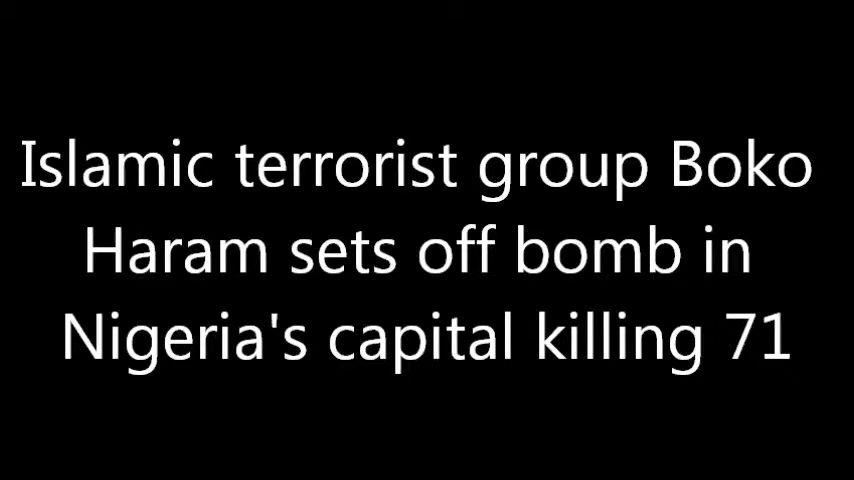 Islamic terrorist group Boko
Haram sets off bomb in
Nigeria's capital killing 71